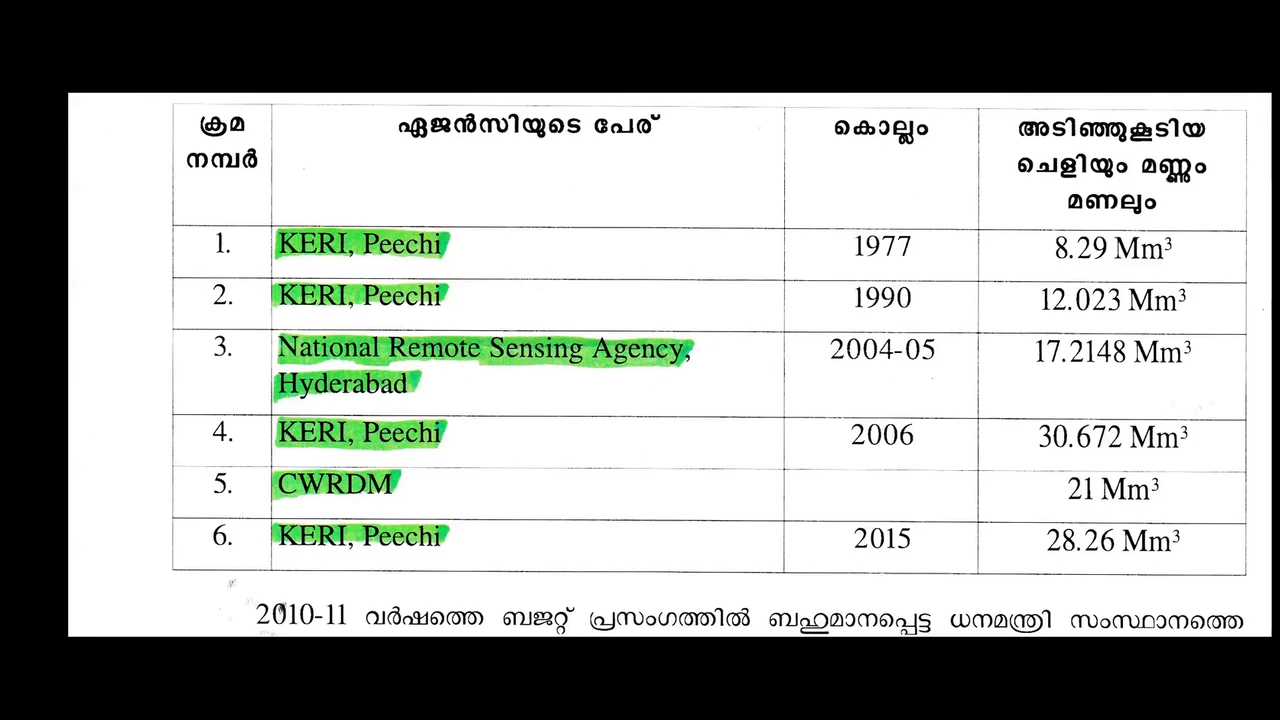 ക്രമ നമ്പർ ഏജൻസിയുടെ പേര് കൊല്ലം അടിഞ്ഞുകൂടിയ ചെളിയും മണ്ണും മണലും
1. KERI, Peechi 1977 8.29 Mm³
2. KERI, Peechi 1990 12.023 Mm³
3. National Remote Sensing Agency, 2004-05 17.2148 Mm³
Hyderabad
4. KERI, Peechi 2006 30.672 Mm³
5. CWRDM 21 Mm³
6. KERI, Peechi 2015 28.26 Mm³
2010-11 വർഷത്തെ ബജറ്റ് പ്രസംഗത്തിൽ ബഹുമാനപ്പെട്ട ധനമന്ത്രി സംസ്ഥാനത്തെ